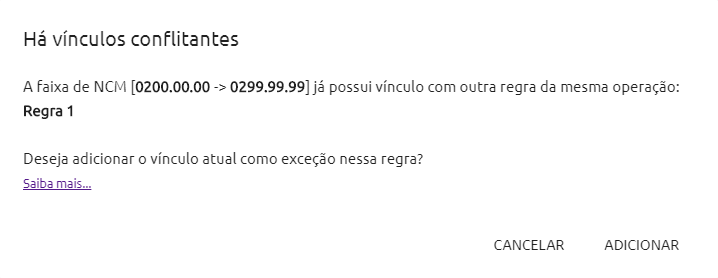 Há vínculos conflitantes
A faixa de NCM [0200.00.00 -> 0299.99.99] já possui vínculo com outra regra da mesma operação:
Regra 1
Deseja adicionar o vínculo atual como exceção nessa regra?
Saiba mais...
CANCELAR ADICIONAR